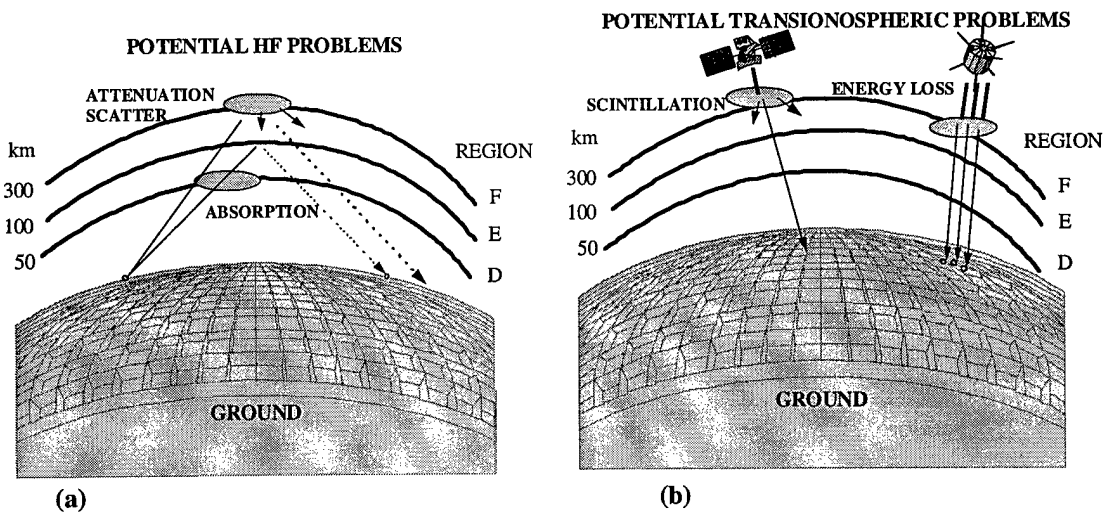 POTENTIAL HF PROBLEMS
ATTENUATION
SCATTER
km
REGION
300
F
100
ABSORPTION
E
50
D
GROUND
(a)
POTENTIAL TRANSIONOSPHERIC PROBLEMS
SCINTILLATION
ENERGY LOSS
km
REGION
300
F
100
E
50
D
GROUND
(b)